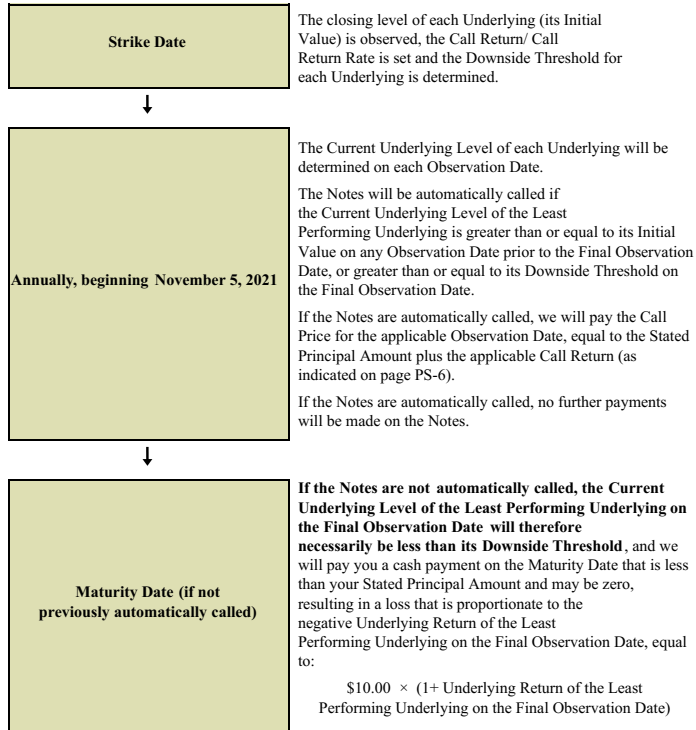 Strike Date
The closing level of each Underlying (its Initial
Value) is observed, the Call Return/ Call
Return Rate is set and the Downside Threshold for
each Underlying is determined.
Annually, beginning November 5, 2021
The Current Underlying Level of each Underlying will be
determined on each Observation Date.
The Notes will be automatically called if
the Current Underlying Level of the Least
Performing Underlying is greater than or equal to its Initial
Value on any Observation Date prior to the Final Observation
Date, or greater than or equal to its Downside Threshold on
the Final Observation Date.
If the Notes are automatically called, we will pay the Call
Price for the applicable Observation Date, equal to the Stated
Principal Amount plus the applicable Call Return (as
indicated on page PS-6).
If the Notes are automatically called, no further payments
will be made on the Notes.
Maturity Date (if not
previously automatically called)
If the Notes are not automatically called, the Current
Underlying Level of the Least Performing Underlying on
the Final Observation Date will therefore
necessarily be less than its Downside Threshold, and we
will pay you a cash payment on the Maturity Date that is less
than your Stated Principal Amount and may be zero,
resulting in a loss that is proportionate to the
negative Underlying Return of the Least
Performing Underlying on the Final Observation Date, equal
to:
$10.00 × (1+ Underlying Return of the Least
Performing Underlying on the Final Observation Date)